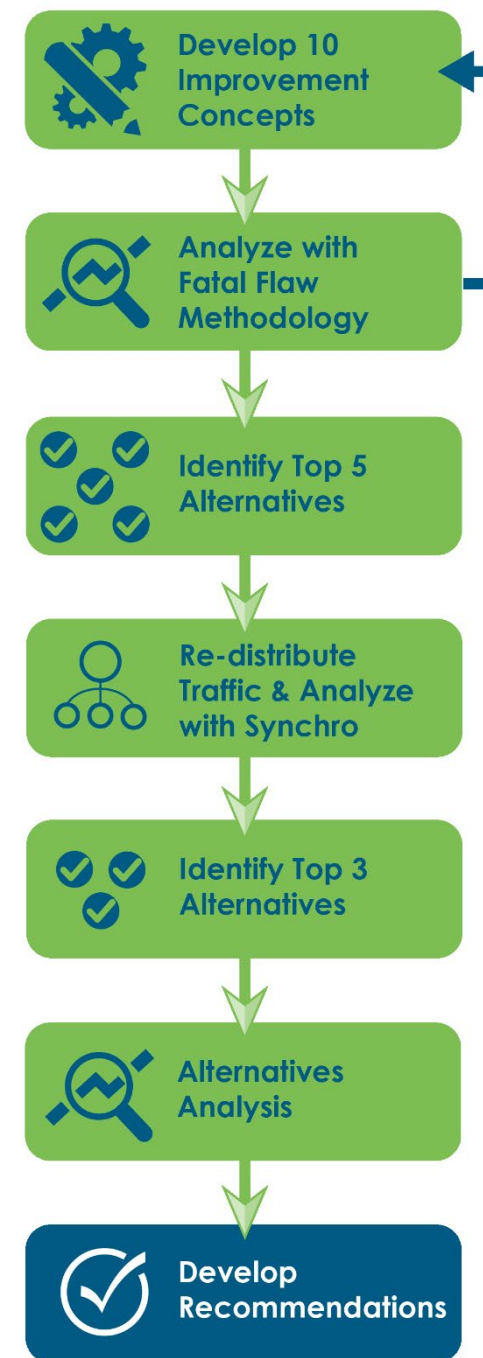 Develop 10
Improvement
Concepts
Analyze with
Fatal Flaw
Methodology
Identify Top 5
Alternatives
Re-distribute
Traffic & Analyze
with Synchro
Identify Top 3
Alternatives
Alternatives
Analysis
Develop
Recommendations